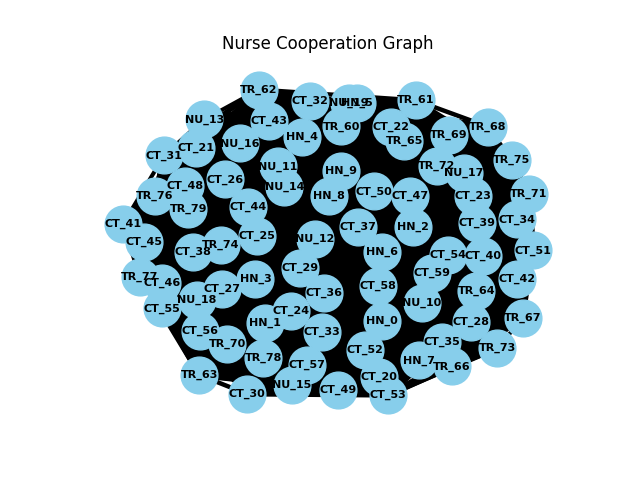 Nurse Cooperation Graph
TR_62
CT_32
HN_5
TR_61
NU_13
CT_43
TR_60
CT_22
TR_68
HN_4
TR_69
TR_65
CT_31
CT_21
NU_16
TR_75
NU_11
HN_9
TR_72
NU_17
CT_48
CT_26
NU_14
TR_76
HN_8
CT_50
CT_47
CT_23
TR_71
TR_79
CT_44
CT_41
CT_37
HN_2
CT_39
CT_34
CT_45
CT_25
NU_12
TR_74
CT_38
HN_6
CT_54
CT_40
CT_51
CT_29
CT_59
TR_77
CT_46
HN_3
CT_58
CT_42
CT_27
CT_36
TR_64
NU_18
NU_10
CT_55
CT_24
HN_1
HN_0
CT_28
TR_67
CT_56
CT_33
TR_70
CT_35
CT_52
TR_73
TR_78
CT_57
HN_7
TR_66
TR_63
CT_20
NU_15
CT_30
CT_49
CT_53